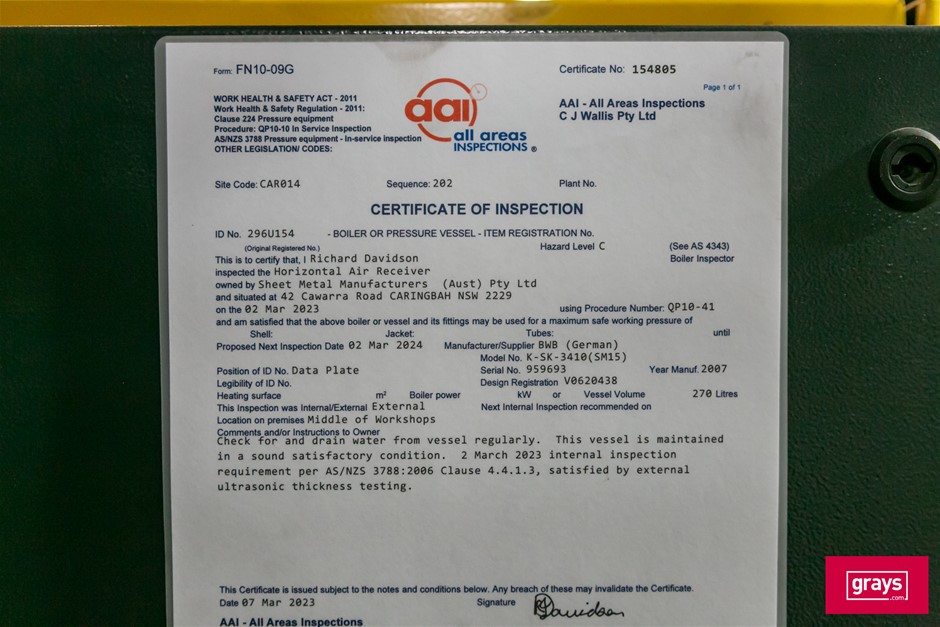 Form: FN10-09G
Certificate No: 154805
Page 1 of 1
WORK HEALTH & SAFETY ACT - 2011
Work Health & Safety Regulation - 2011:
Clause 224 Pressure equipment
Procedure: QP10-10 In Service Inspection
AS/NZS 3788 Pressure equipment - In-service inspection
OTHER LEGISLATION/ CODES:
aai
all areas
INSPECTIONS ®
AAI - All Areas Inspections
C J Wallis Pty Ltd
Site Code: CAR014 Sequence: 202 Plant No.
CERTIFICATE OF INSPECTION
ID No. 296U154 - BOILER OR PRESSURE VESSEL - ITEM REGISTRATION No.
(Original Registered No.) Hazard Level C (See AS 4343)
This is to certify that, I Richard Davidson Boiler Inspector
inspected the Horizontal Air Receiver
owned by Sheet Metal Manufacturers (Aust) Pty Ltd
and situated at 42 Cawarra Road CARINGBAH NSW 2229
on the 02 Mar 2023 using Procedure Number: QP10-41
and am satisfied that the above boiler or vessel and its fittings may be used for a maximum safe working pressure of
Shell: Jacket: Tubes: until
Proposed Next Inspection Date 02 Mar 2024 Manufacturer/Supplier BWB (German)
Model No. K-SK-3410(SM15)
Position of ID No. Data Plate Serial No. 959693 Year Manuf. 2007
Legibility of ID No. Design Registration V0620438
Heating surface m² Boiler power kW or Vessel Volume 270 Litres
This Inspection was Internal/External External Next Internal Inspection recommended on
Location on premises Middle of Workshops
Comments and/or Instructions to Owner
Check for and drain water from vessel regularly. This vessel is maintained
in a sound satisfactory condition. 2 March 2023 internal inspection
requirement per AS/NZS 3788:2006 Clause 4.4.1.3, satisfied by external
ultrasonic thickness testing.
This Certificate is issued subject to the notes and conditions below. Any breach of these may invalidate the Certificate.
Date 07 Mar 2023 Signature RDavidson
AAI - All Areas Inspections
grays
.com